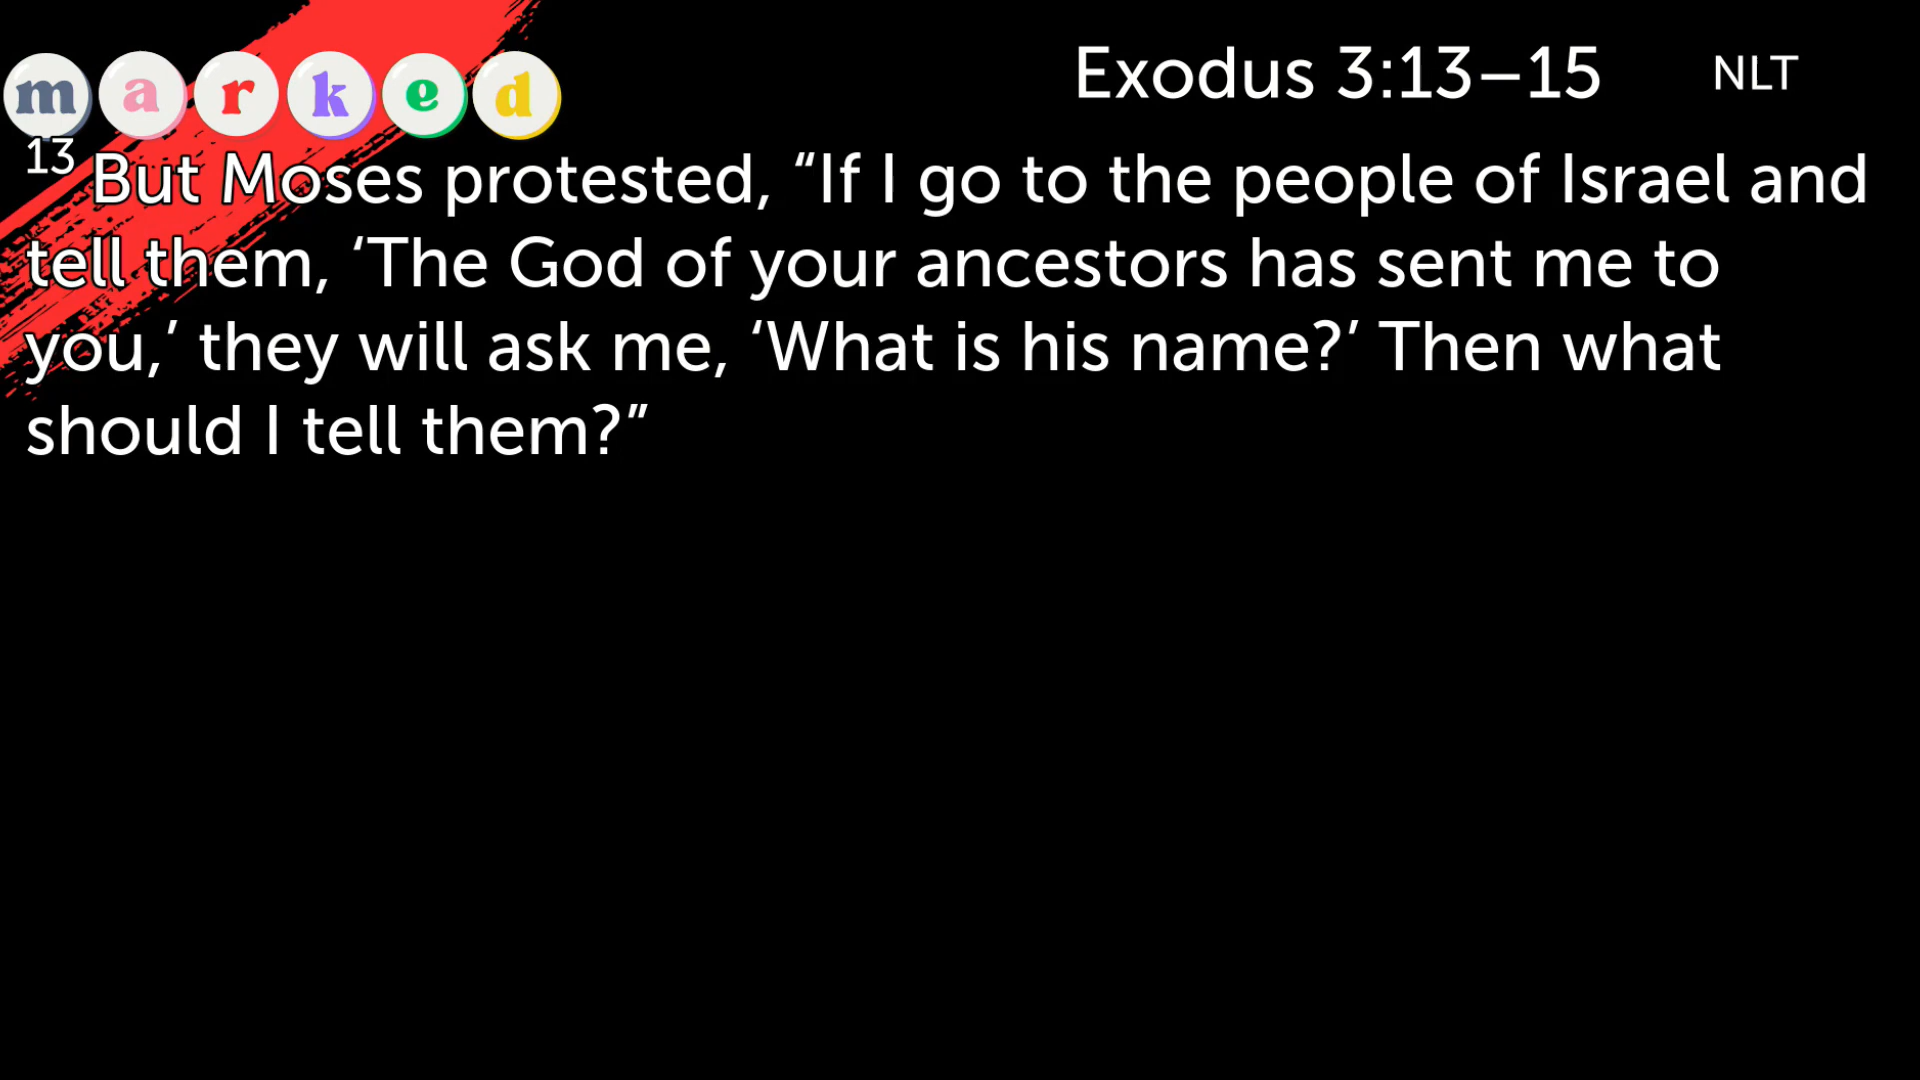 marked
Exodus 3:13–15 NLT
13 But Moses protested, “If I go to the people of Israel and
tell them, ‘The God of your ancestors has sent me to
you,’ they will ask me, ‘What is his name?’ Then what
should I tell them?”